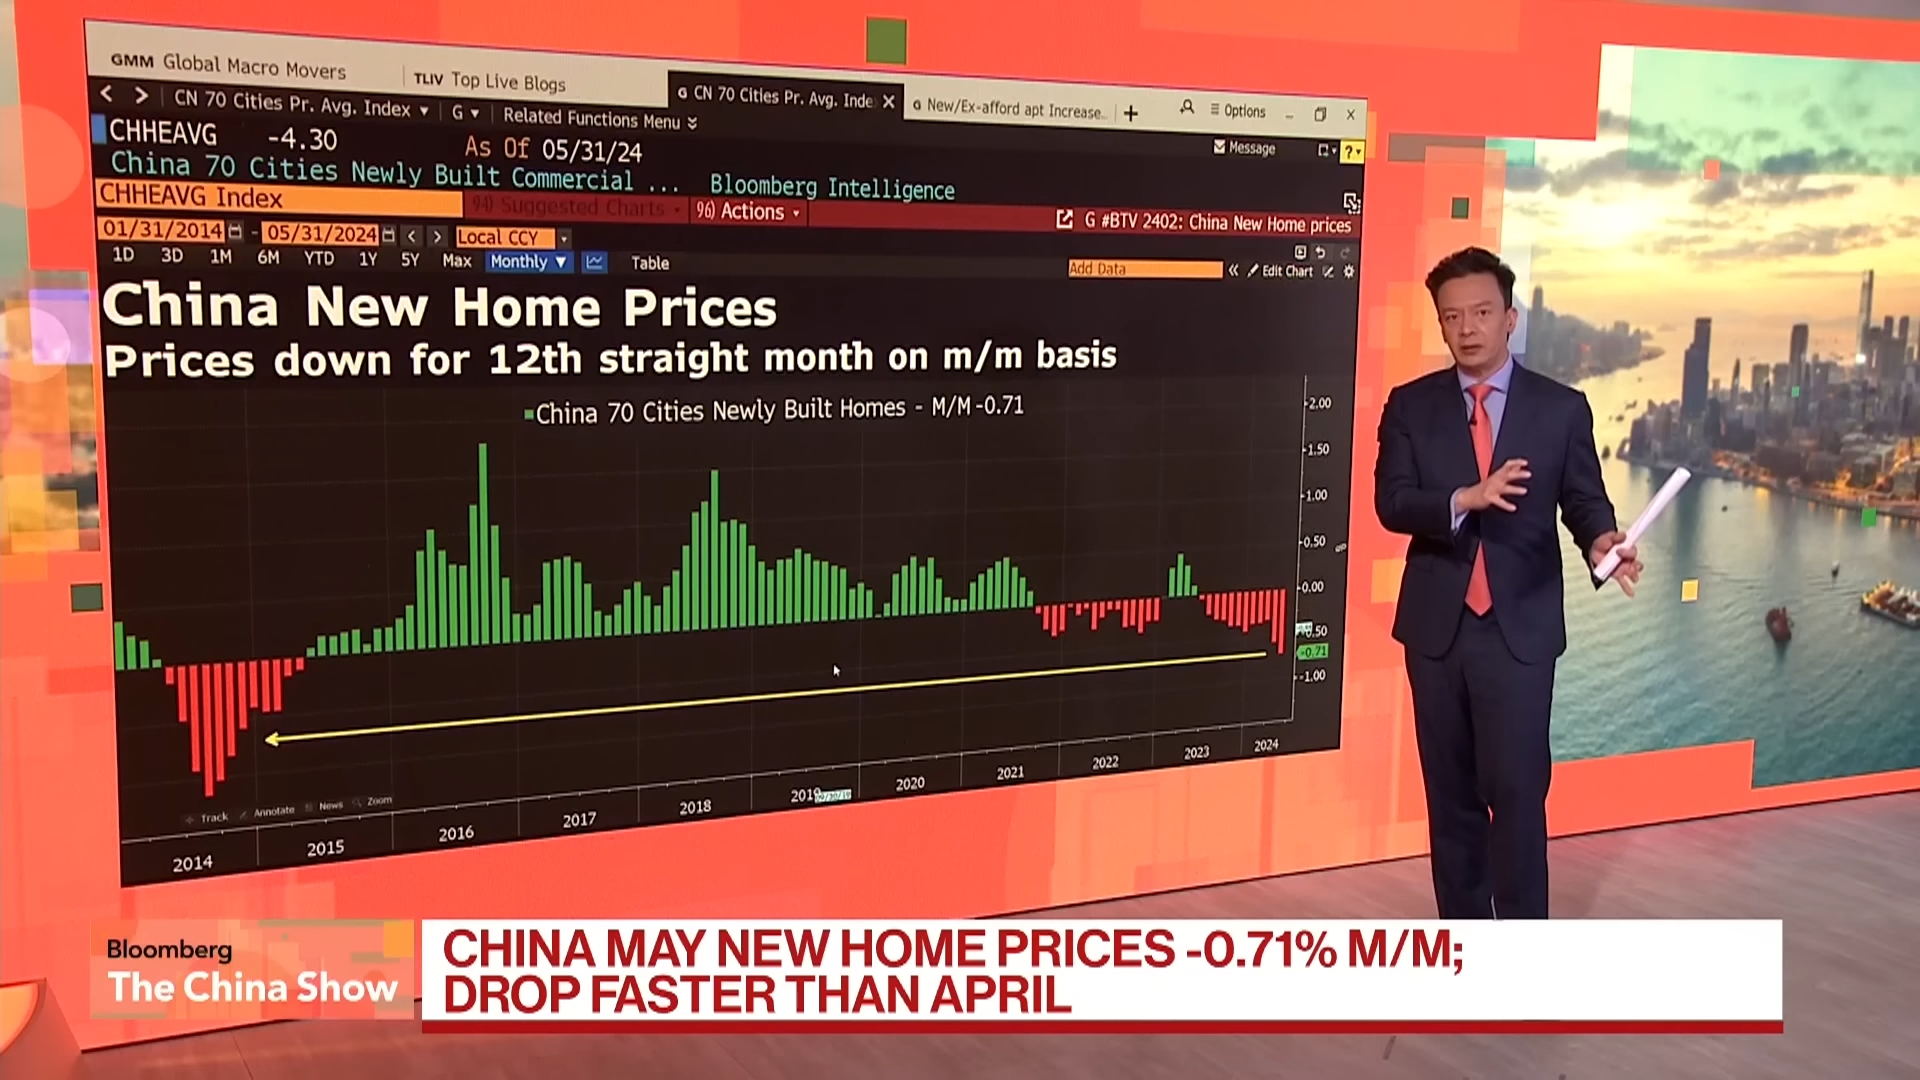 GMM Global Macro Movers
TLIV Top Live Blogs
G CN 70 Cities Pr. Avg. Inde ✕
G New/Ex-afford apt Increase..
+
Options
< > CN 70 Cities Pr. Avg. Index ▾ G ▾ Related Functions Menu
CHHEAVG -4.30 As Of 05/31/24
Message
?
China 70 Cities Newly Built Commercial ... Bloomberg Intelligence
CHHEAVG Index
94) Suggested Charts
96) Actions
G #BTV 2402: China New Home prices
01/31/2014 - 05/31/2024 < > Local CCY
1D 3D 1M 6M YTD 1Y 5Y Max Monthly ▼ Table
Add Data « Edit Chart
China New Home Prices
Prices down for 12th straight month on m/m basis
China 70 Cities Newly Built Homes - M/M -0.71
2.00
1.50
1.00
0.50
0.00
-0.71
-1.00
Track Annotate News Zoom
2014 2015 2016 2017 2018 2019 2020 2021 2022 2023 2024
Bloomberg
The China Show
CHINA MAY NEW HOME PRICES -0.71% M/M;
DROP FASTER THAN APRIL